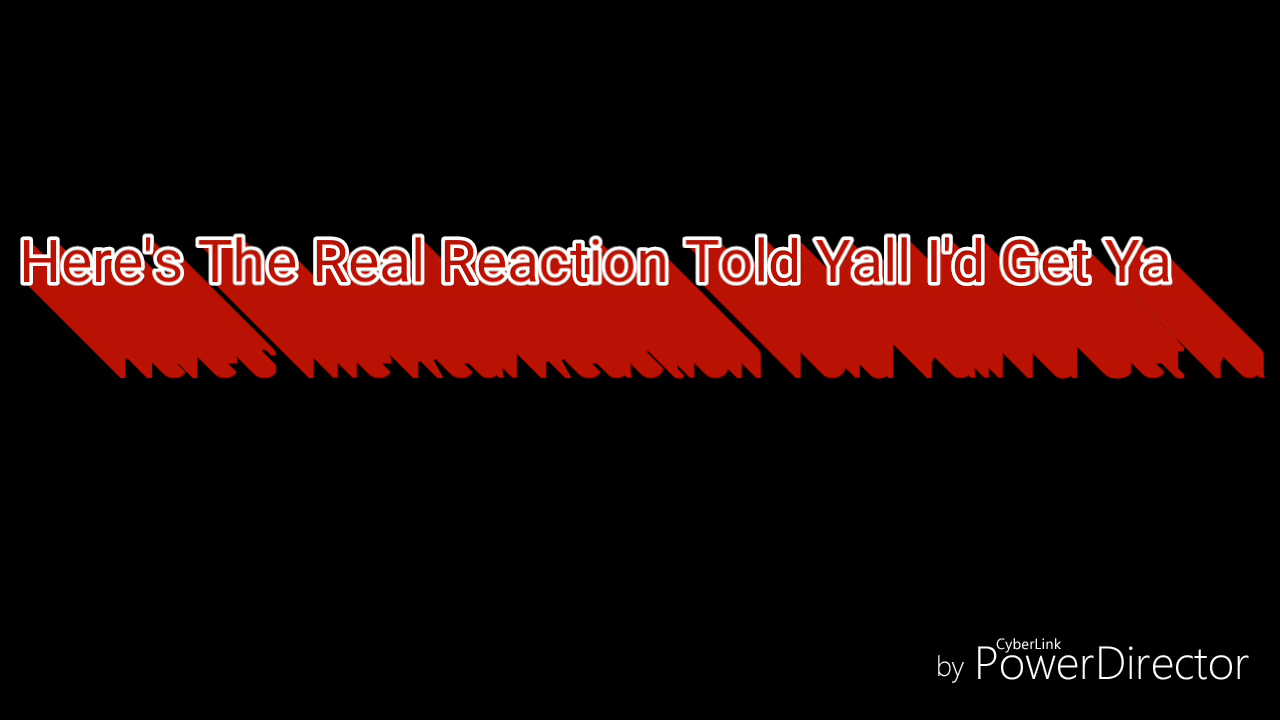 Here's The Real Reaction Told Yall I'd Get Ya
CyberLink
by PowerDirector